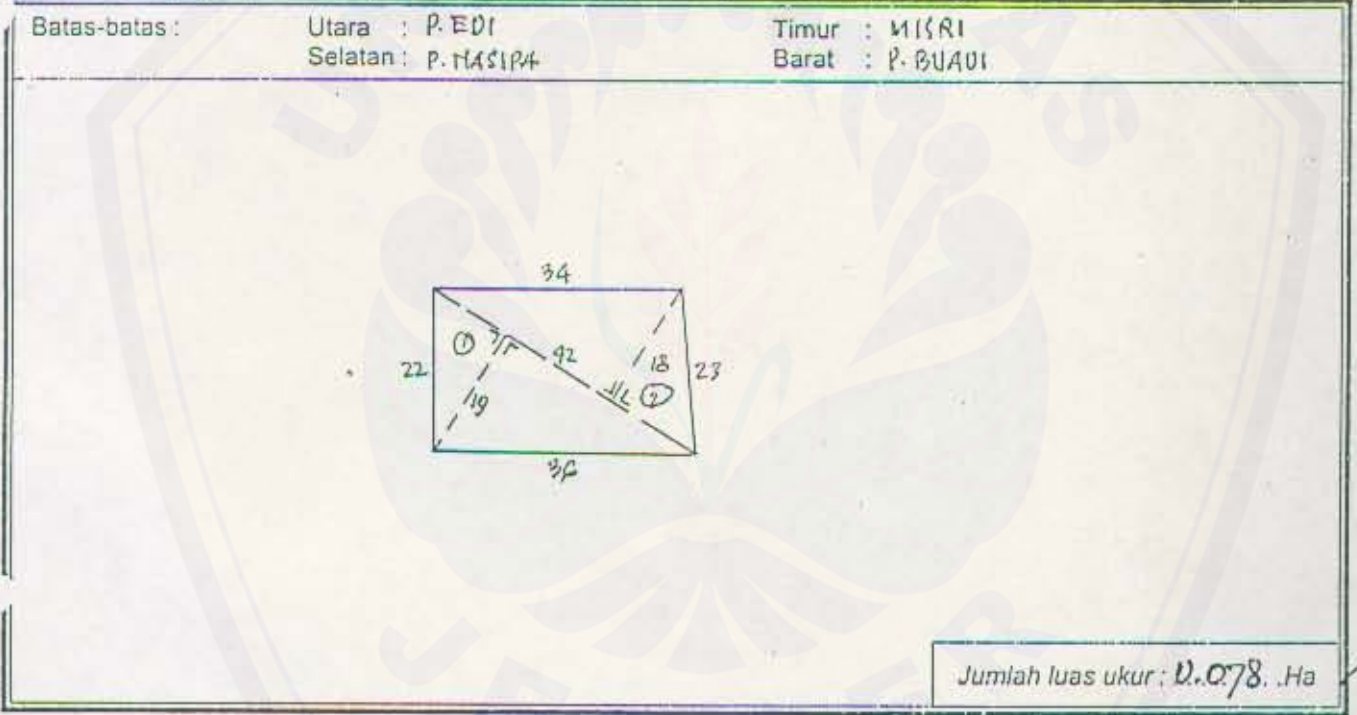 Batas-batas : Utara : P. EDI Timur : MISRI
Selatan : P. NASIPA Barat : P. BUADI
34
① 42
22 18 23
19 ②
36
Jumlah luas ukur : 0.078. .Ha